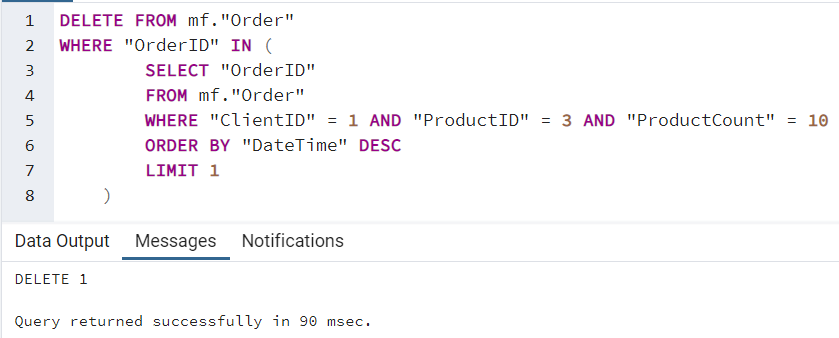 1 DELETE FROM mf."Order"
2 WHERE "OrderID" IN (
3 SELECT "OrderID"
4 FROM mf."Order"
5 WHERE "ClientID" = 1 AND "ProductID" = 3 AND "ProductCount" = 10
6 ORDER BY "DateTime" DESC
7 LIMIT 1
8 )
Data Output Messages Notifications
DELETE 1
Query returned successfully in 90 msec.